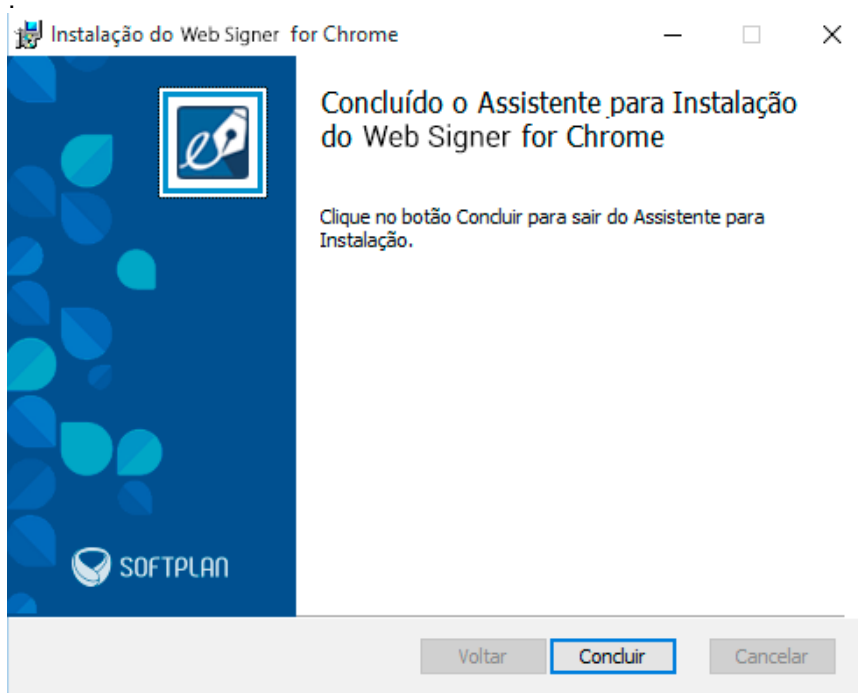 .
Instalação do Web Signer for Chrome
Concluído o Assistente para Instalação
do Web Signer for Chrome
Clique no botão Concluir para sair do Assistente para
Instalação.
SOFTPLAN
Voltar
Concluir
Cancelar